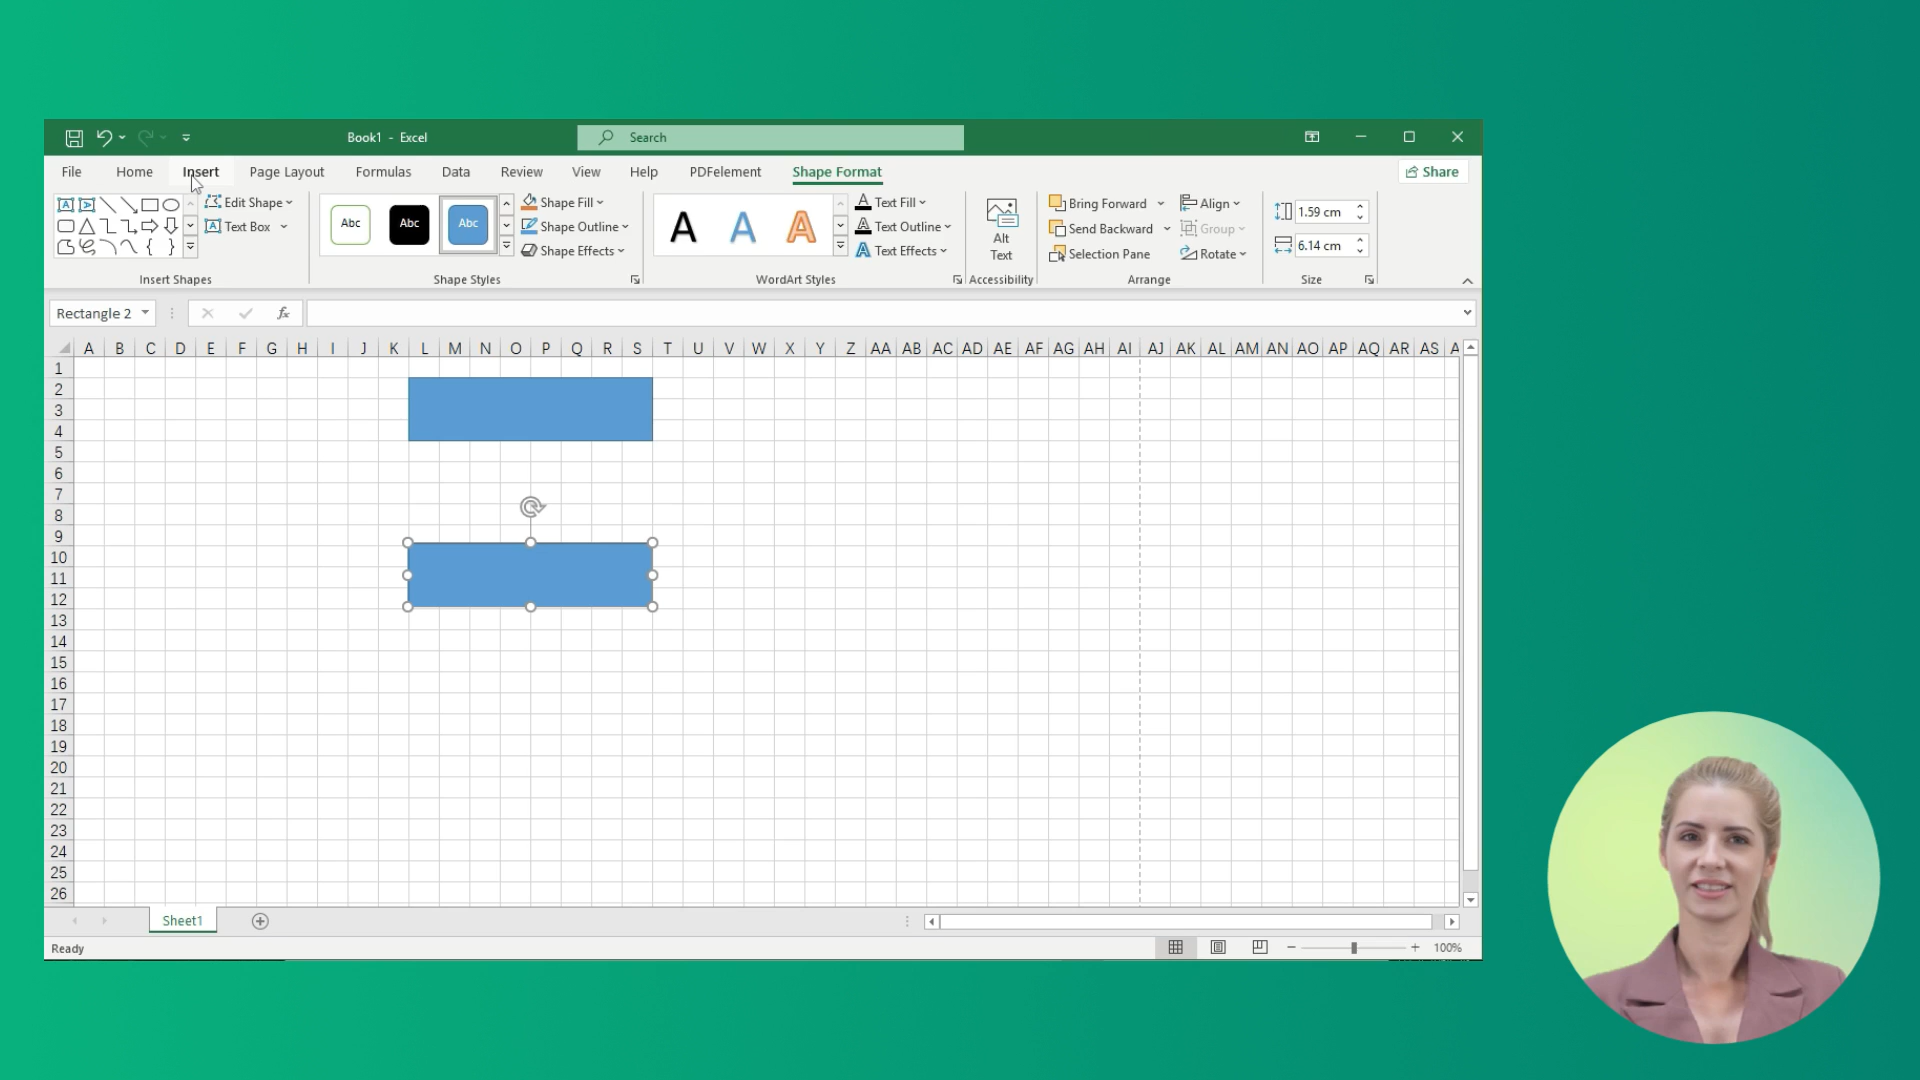 Book1 - Excel
Search
File Home Insert Page Layout Formulas Data Review View Help PDFelement Shape Format Share
Edit Shape
Text Box
Insert Shapes
Abc Abc Abc
Shape Fill
Shape Outline
Shape Effects
Shape Styles
A A A
Text Fill
Text Outline
Text Effects
WordArt Styles
Alt
Text
Accessibility
Bring Forward
Send Backward
Selection Pane
Align
Group
Rotate
Arrange
1.59 cm
6.14 cm
Size
Rectangle 2
fx
A B C D E F G H I J K L M N O P Q R S T U V W X Y Z AA AB AC AD AE AF AG AH AI AJ AK AL AM AN AO AP AQ AR AS A
1
2
3
4
5
6
7
8
9
10
11
12
13
14
15
16
17
18
19
20
21
22
23
24
25
26
Sheet1
Ready
100%